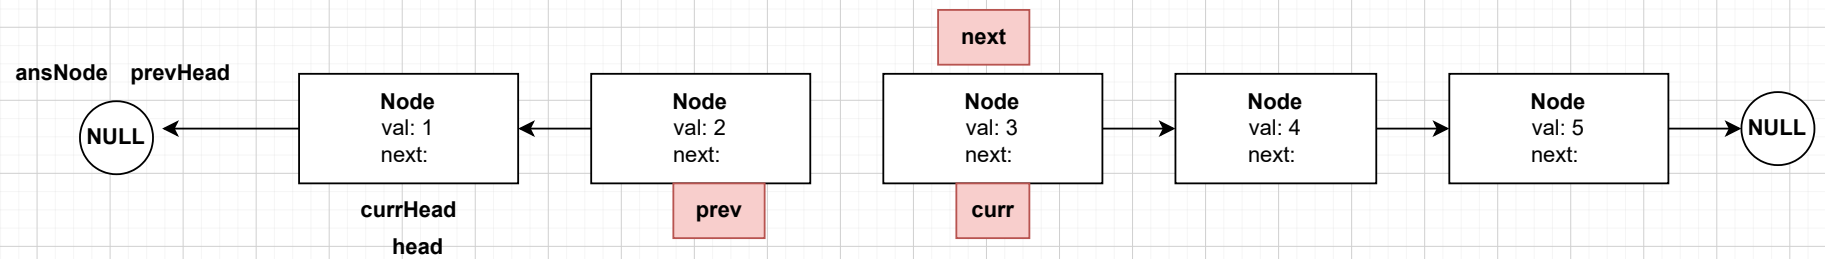 next
ansNode prevHead
NULL
Node
val: 1
next:
Node
val: 2
next:
Node
val: 3
next:
Node
val: 4
next:
Node
val: 5
next:
NULL
currHead
head
prev
curr